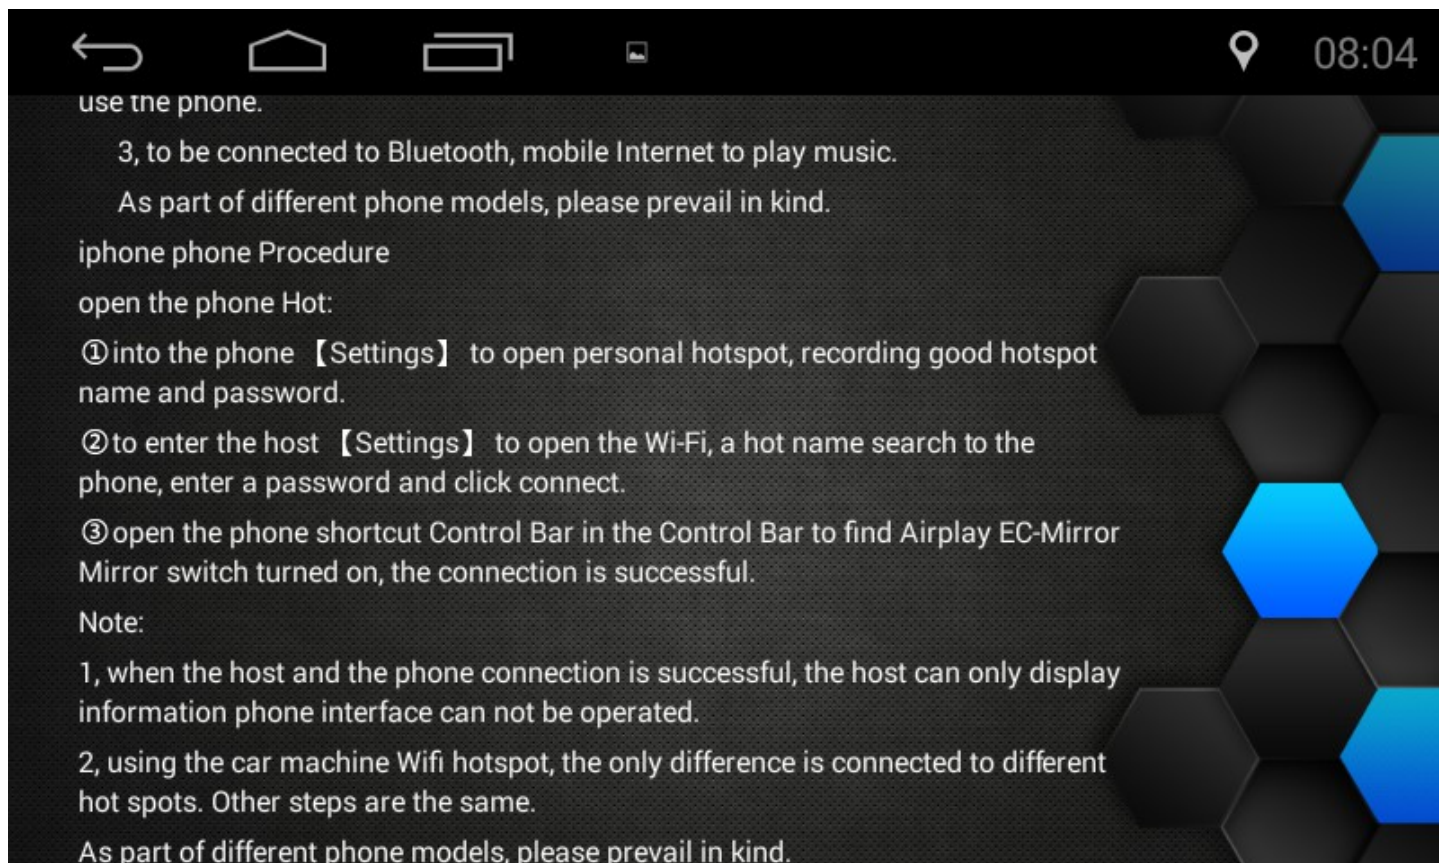 08:04
use the phone.
3, to be connected to Bluetooth, mobile Internet to play music.
As part of different phone models, please prevail in kind.
iphone phone Procedure
open the phone Hot:
①into the phone 【Settings】 to open personal hotspot, recording good hotspot
name and password.
②to enter the host 【Settings】 to open the Wi-Fi, a hot name search to the
phone, enter a password and click connect.
③open the phone shortcut Control Bar in the Control Bar to find Airplay EC-Mirror
Mirror switch turned on, the connection is successful.
Note:
1, when the host and the phone connection is successful, the host can only display
information phone interface can not be operated.
2, using the car machine Wifi hotspot, the only difference is connected to different
hot spots. Other steps are the same.
As part of different phone models, please prevail in kind.